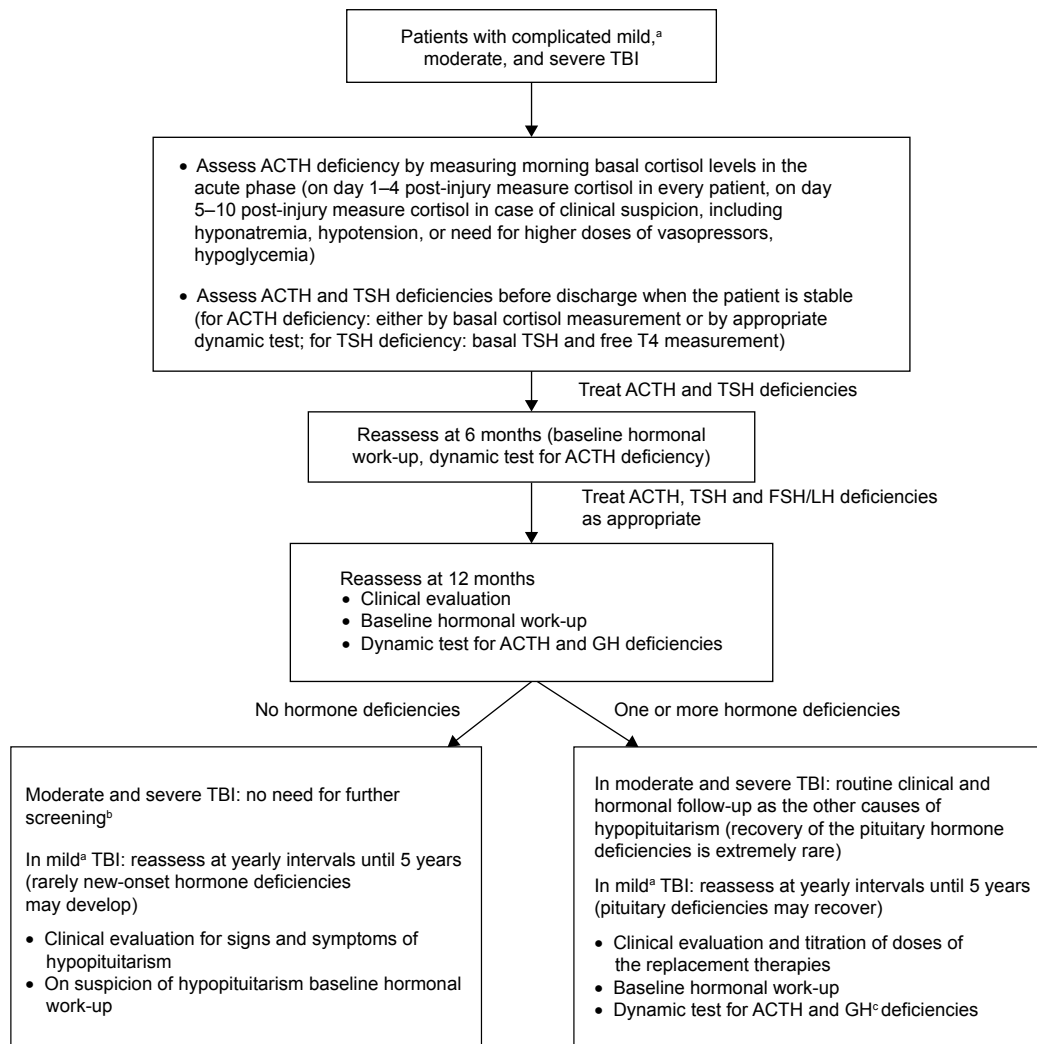 Patients with complicated mild,ᵃ
moderate, and severe TBI
• Assess ACTH deficiency by measuring morning basal cortisol levels in the
acute phase (on day 1–4 post-injury measure cortisol in every patient, on day
5–10 post-injury measure cortisol in case of clinical suspicion, including
hyponatremia, hypotension, or need for higher doses of vasopressors,
hypoglycemia)
• Assess ACTH and TSH deficiencies before discharge when the patient is stable
(for ACTH deficiency: either by basal cortisol measurement or by appropriate
dynamic test; for TSH deficiency: basal TSH and free T4 measurement)
Treat ACTH and TSH deficiencies
Reassess at 6 months (baseline hormonal
work-up, dynamic test for ACTH deficiency)
Treat ACTH, TSH and FSH/LH deficiencies
as appropriate
Reassess at 12 months
• Clinical evaluation
• Baseline hormonal work-up
• Dynamic test for ACTH and GH deficiencies
No hormone deficiencies
One or more hormone deficiencies
Moderate and severe TBI: no need for further
screeningᵇ
In mildᵃ TBI: reassess at yearly intervals until 5 years
(rarely new-onset hormone deficiencies
may develop)
• Clinical evaluation for signs and symptoms of
hypopituitarism
• On suspicion of hypopituitarism baseline hormonal
work-up
In moderate and severe TBI: routine clinical and
hormonal follow-up as the other causes of
hypopituitarism (recovery of the pituitary hormone
deficiencies is extremely rare)
In mildᵃ TBI: reassess at yearly intervals until 5 years
(pituitary deficiencies may recover)
• Clinical evaluation and titration of doses of
the replacement therapies
• Baseline hormonal work-up
• Dynamic test for ACTH and GHᶜ deficiencies